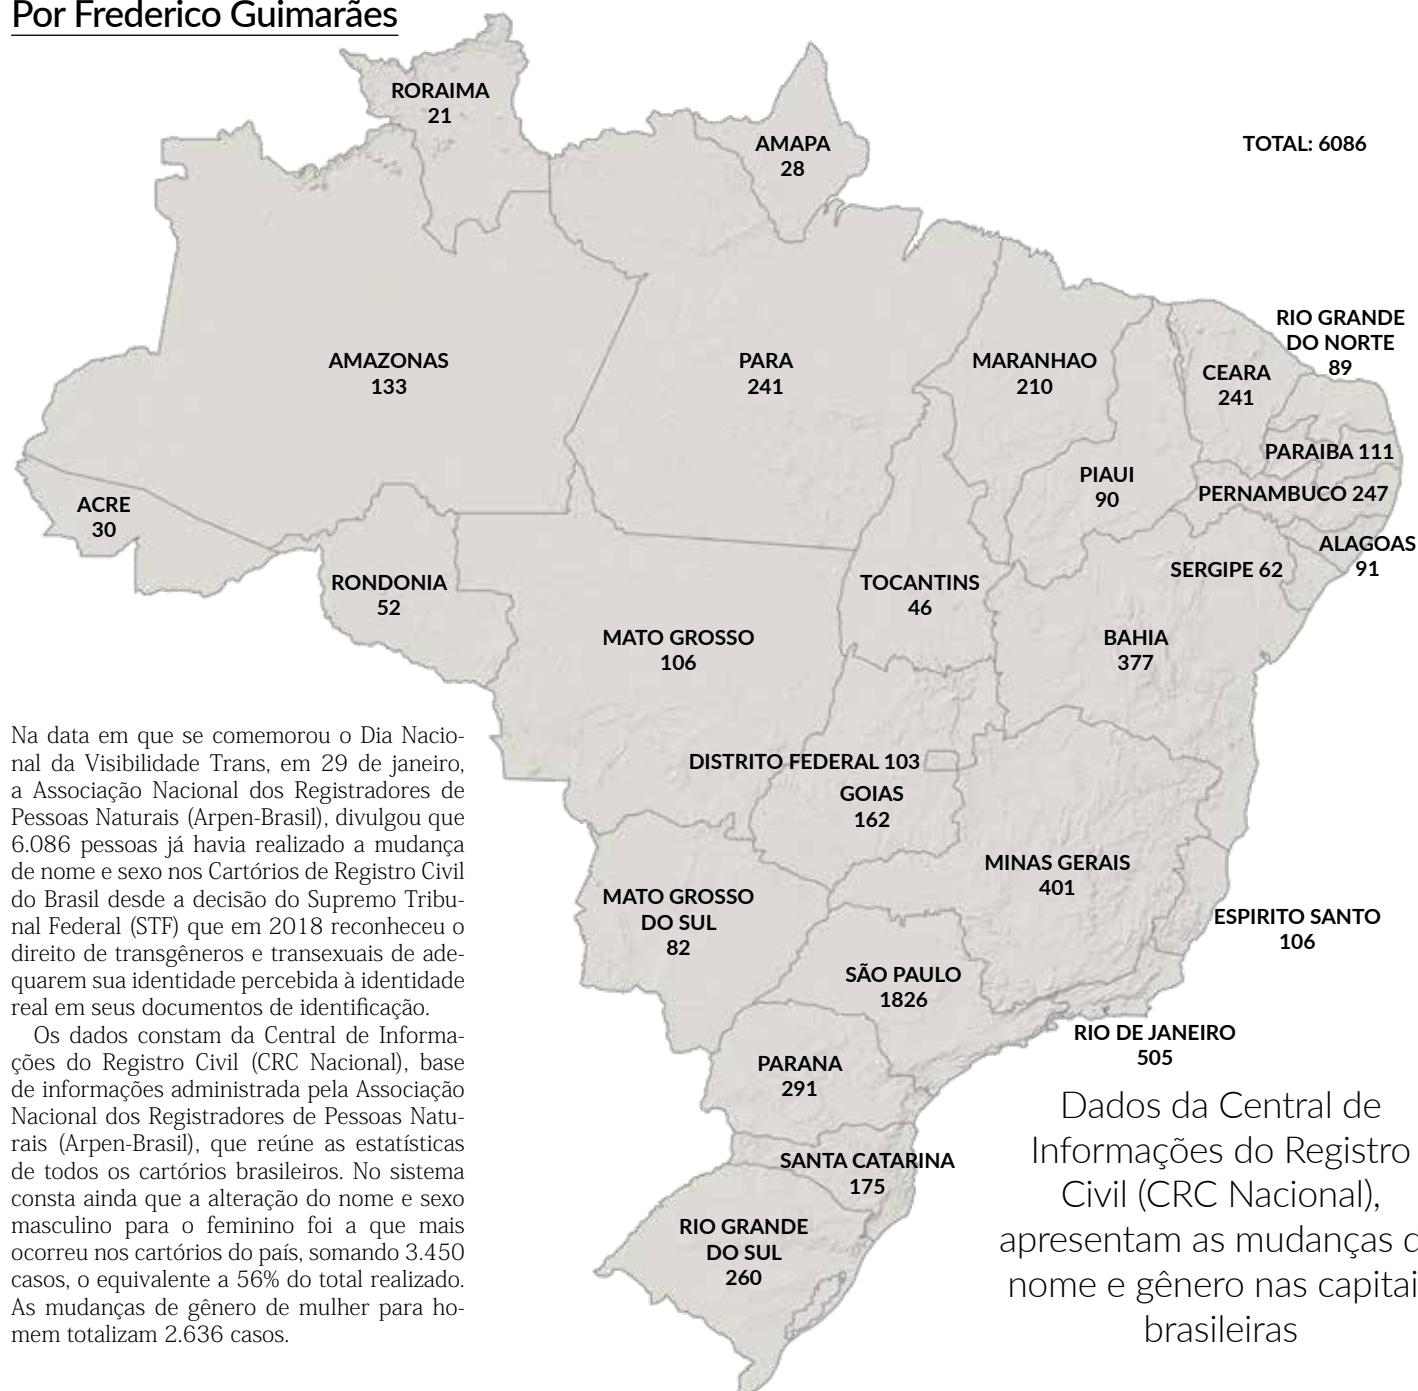 Por Frederico Guimarães
RORAIMA
21
AMAPA
28
TOTAL: 6086
AMAZONAS
133
PARA
241
MARANHAO
210
CEARA
241
RIO GRANDE
DO NORTE
89
PARAIBA 111
PIAUI
90
PERNAMBUCO 247
ACRE
30
ALAGOAS
91
SERGIPE 62
RONDONIA
52
TOCANTINS
46
MATO GROSSO
106
BAHIA
377
DISTRITO FEDERAL 103
GOIAS
162
MINAS GERAIS
401
MATO GROSSO
DO SUL
82
ESPIRITO SANTO
106
SÃO PAULO
1826
RIO DE JANEIRO
505
PARANA
291
SANTA CATARINA
175
RIO GRANDE
DO SUL
260
Na data em que se comemorou o Dia Nacio-
nal da Visibilidade Trans, em 29 de janeiro,
a Associação Nacional dos Registradores de
Pessoas Naturais (Arpen-Brasil), divulgou que
6.086 pessoas já havia realizado a mudança
de nome e sexo nos Cartórios de Registro Civil
do Brasil desde a decisão do Supremo Tribu-
nal Federal (STF) que em 2018 reconheceu o
direito de transgêneros e transexuais de ade-
quarem sua identidade percebida à identidade
real em seus documentos de identificação.
Os dados constam da Central de Informa-
ções do Registro Civil (CRC Nacional), base
de informações administrada pela Associação
Nacional dos Registradores de Pessoas Natu-
rais (Arpen-Brasil), que reúne as estatísticas
de todos os cartórios brasileiros. No sistema
consta ainda que a alteração do nome e sexo
masculino para o feminino foi a que mais
ocorreu nos cartórios do país, somando 3.450
casos, o equivalente a 56% do total realizado.
As mudanças de gênero de mulher para ho-
mem totalizam 2.636 casos.
Dados da Central de
Informações do Registro
Civil (CRC Nacional),
apresentam as mudanças
nome e gênero nas capitai
brasileiras